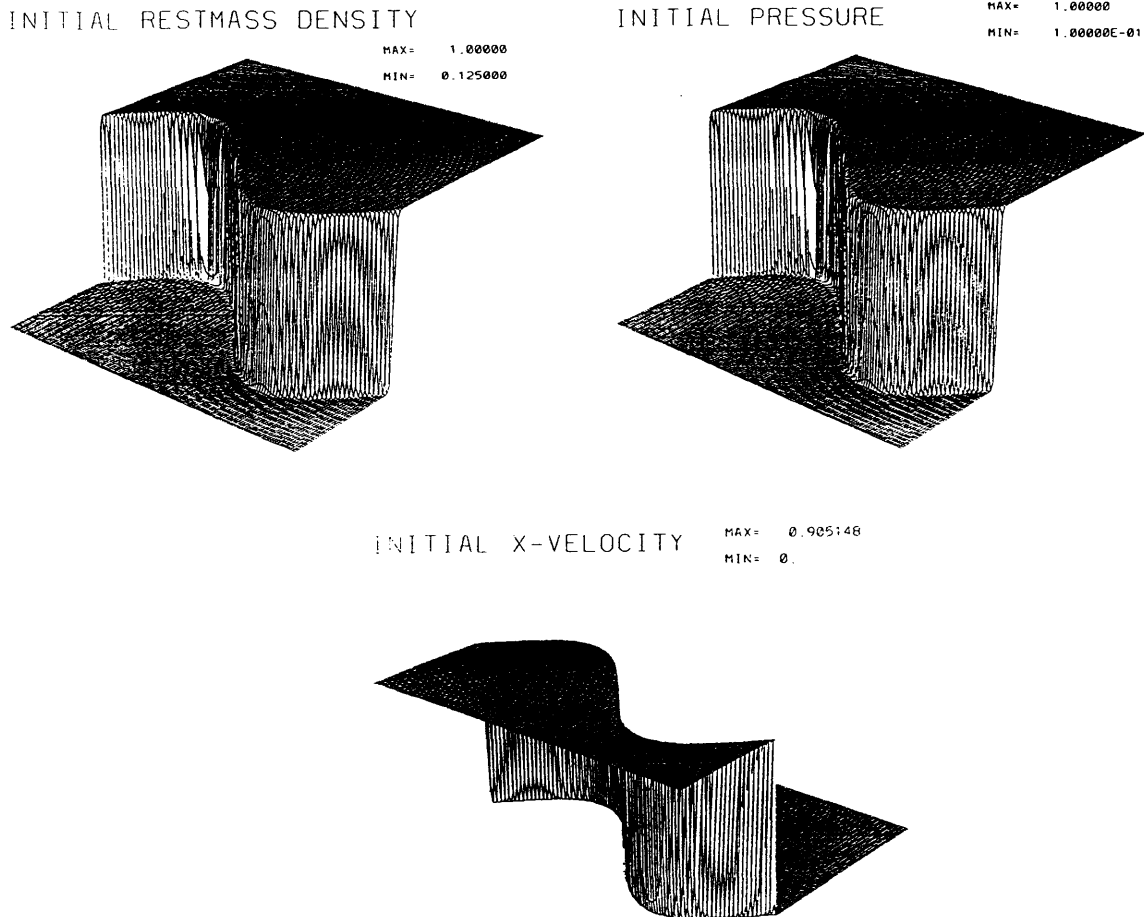 INITIAL RESTMASS DENSITY
MAX= 1.00000
MIN= 0.125000
INITIAL PRESSURE
MAX= 1.00000
MIN= 1.00000E-01
INITIAL X-VELOCITY
MAX= 0.905148
MIN= 0.